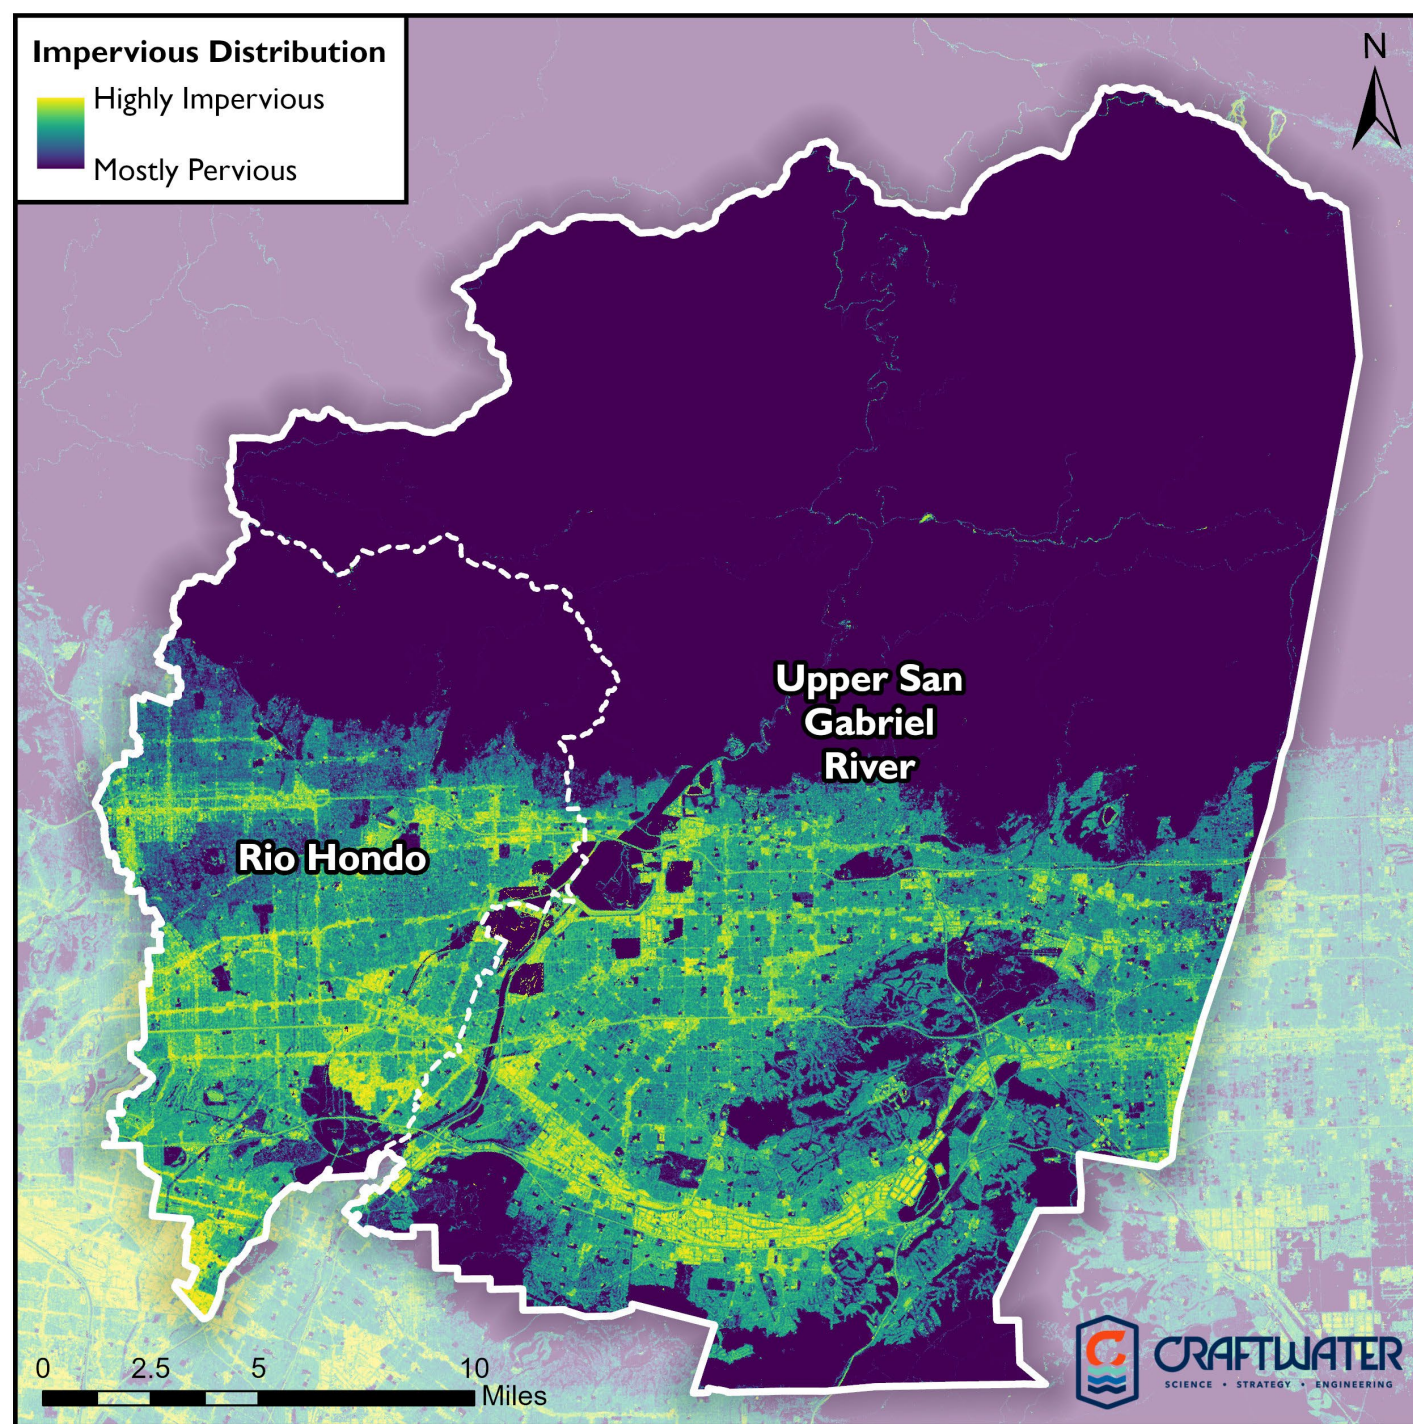 Impervious Distribution
Highly Impervious
Mostly Pervious
N
Upper San
Gabriel
River
Rio Hondo
0 2.5 5 10
Miles
CRAFTWATER
SCIENCE • STRATEGY • ENGINEERING